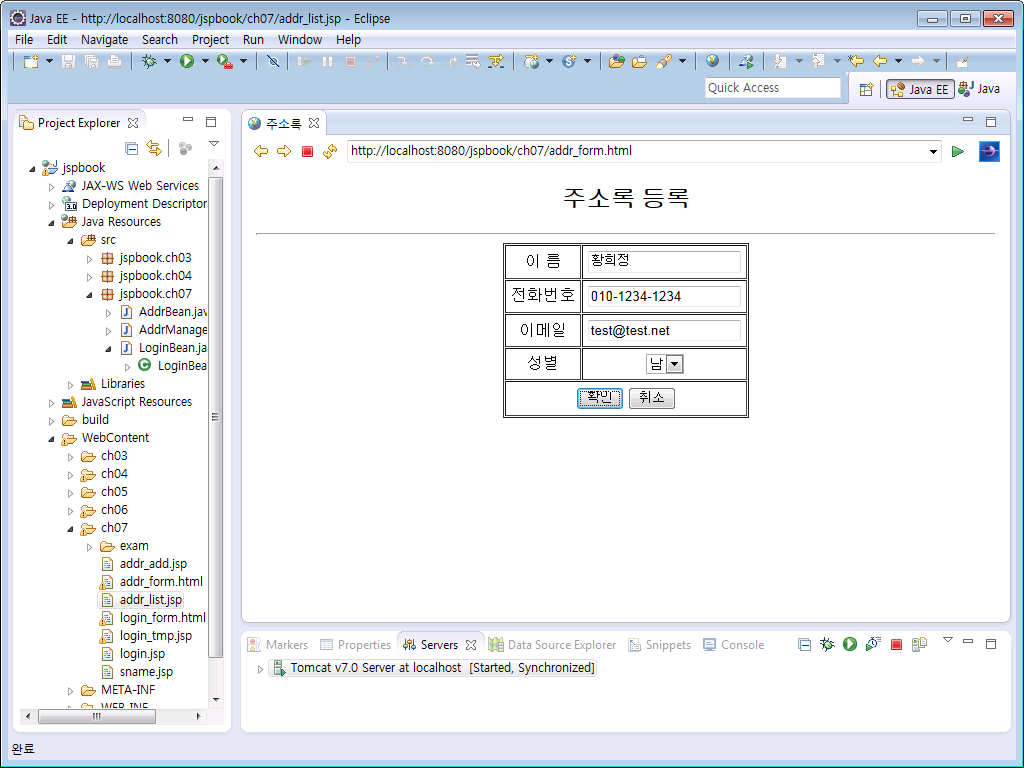 Java EE - http://localhost:8080/jspbook/ch07/addr_list.jsp - Eclipse
File Edit Navigate Search Project Run Window Help
Quick Access
Java EE
Java
Project Explorer
jspbook
JAX-WS Web Services
Deployment Descriptor
Java Resources
src
jspbook.ch03
jspbook.ch04
jspbook.ch07
AddrBean.jav
AddrManage
LoginBean.ja
LoginBea
Libraries
JavaScript Resources
build
WebContent
ch03
ch04
ch05
ch06
ch07
exam
addr_add.jsp
addr_form.html
addr_list.jsp
login_form.html
login_tmp.jsp
login.jsp
sname.jsp
META-INF
WEB-INF
주소록
http://localhost:8080/jspbook/ch07/addr_form.html
주소록 등록
이 름 황희정
전화번호 010-1234-1234
이메일 test@test.net
성별 남
확인 취소
Markers Properties Servers Data Source Explorer Snippets Console
Tomcat v7.0 Server at localhost [Started, Synchronized]
완료